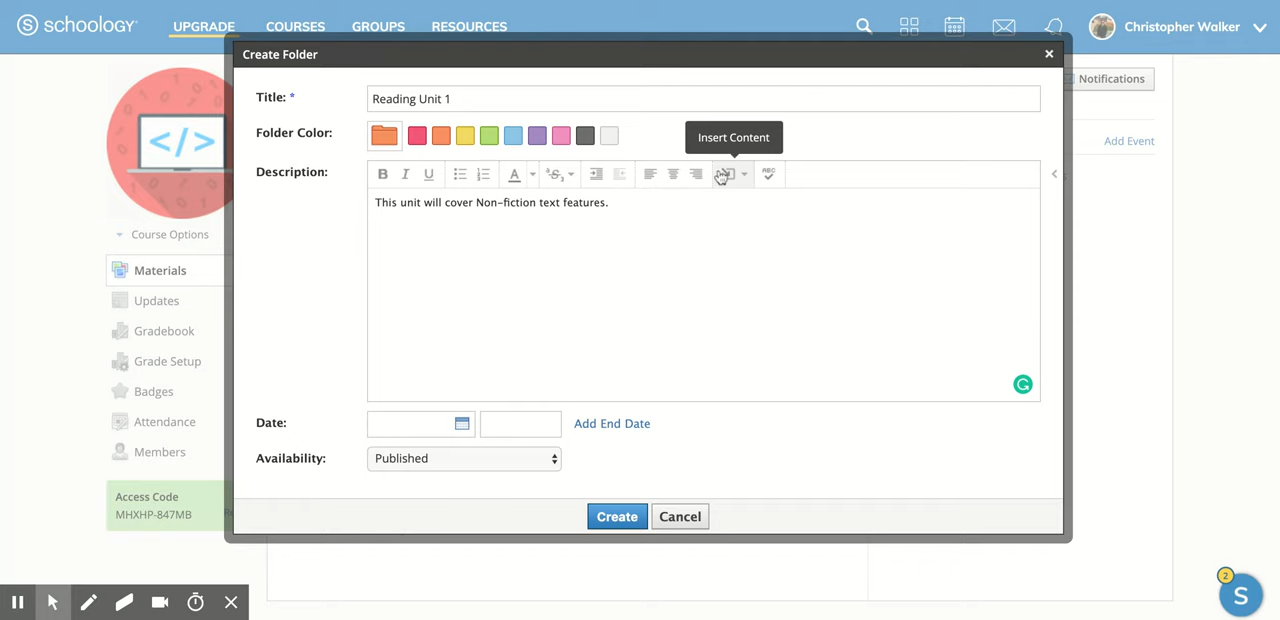 schoology
UPGRADE COURSES GROUPS RESOURCES
Christopher Walker
Create Folder
Notifications
Title: *
Reading Unit 1
Folder Color:
Insert Content
Add Event
Description:
B I U A S ABC
This unit will cover Non-fiction text features.
Course Options
Materials
Updates
Gradebook
Grade Setup
Badges
Attendance
Members
Access Code
MHXHP-847MB
Date:
Add End Date
Availability:
Published
Create
Cancel
2
S